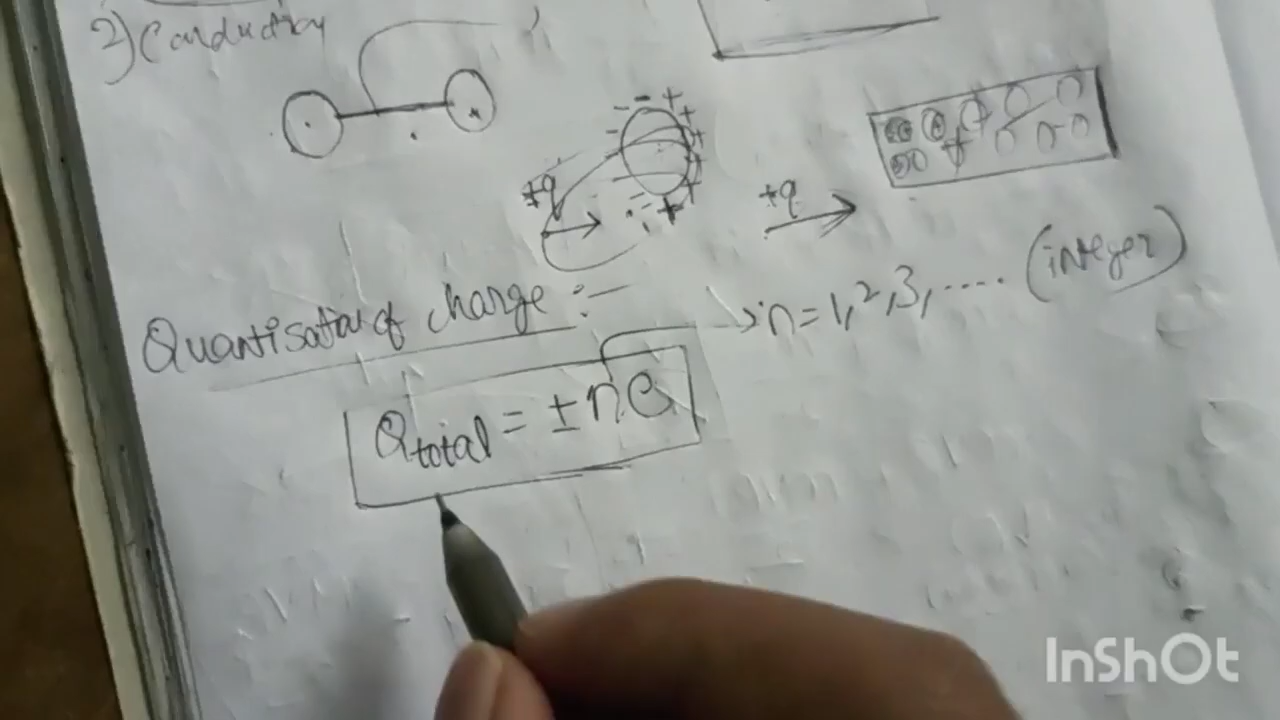 2) Conduction
+q
+q
Quantisation of charge :-
n = 1, 2, 3, .... (integer)
Qtotal = ± ne
InShOt